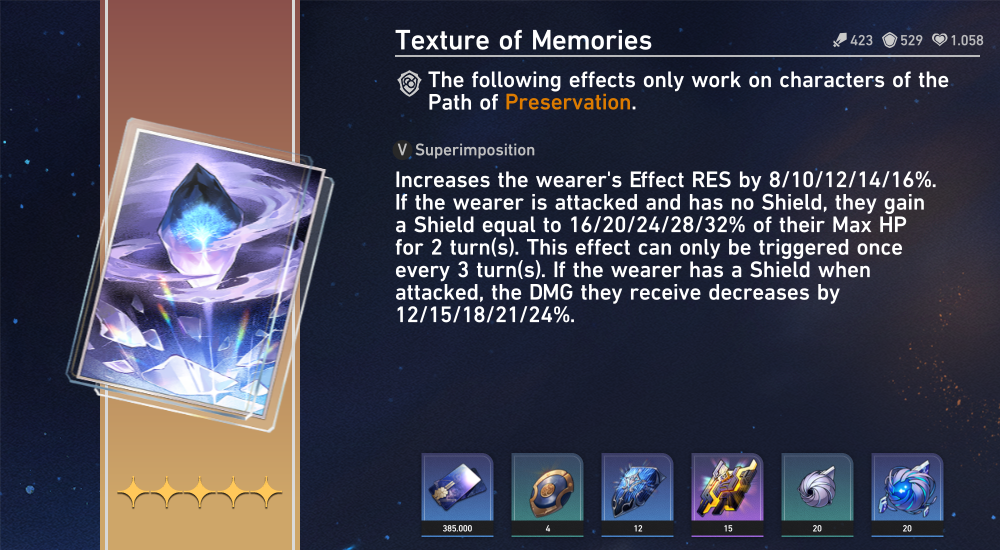 Texture of Memories
423 529 1.058
The following effects only work on characters of the
Path of Preservation.
V Superimposition
Increases the wearer's Effect RES by 8/10/12/14/16%.
If the wearer is attacked and has no Shield, they gain
a Shield equal to 16/20/24/28/32% of their Max HP
for 2 turn(s). This effect can only be triggered once
every 3 turn(s). If the wearer has a Shield when
attacked, the DMG they receive decreases by
12/15/18/21/24%.
385.000 4 12 15 20 20